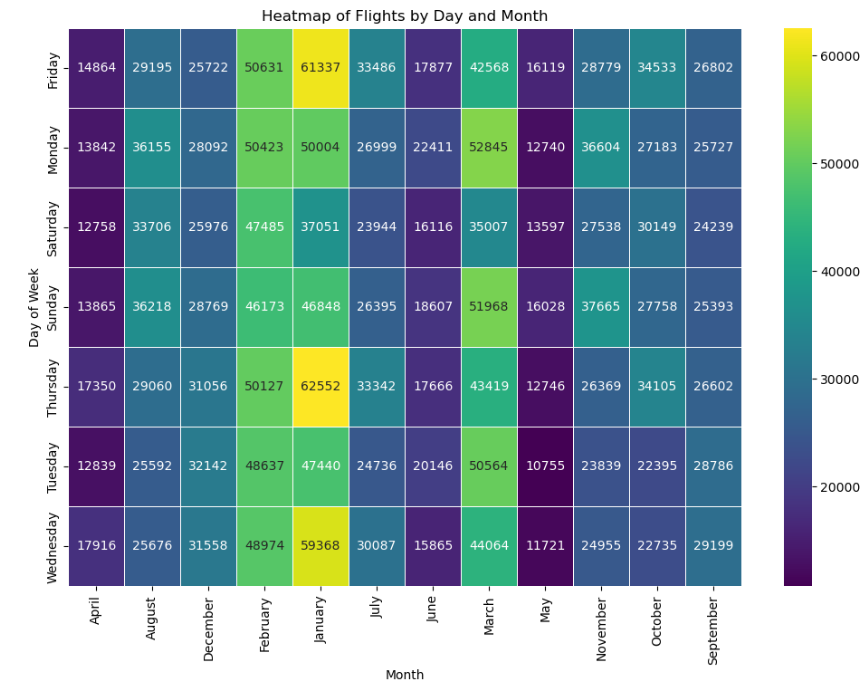 Heatmap of Flights by Day and Month
Day of Week
Friday 14864 29195 25722 50631 61337 33486 17877 42568 16119 28779 34533 26802
Monday 13842 36155 28092 50423 50004 26999 22411 52845 12740 36604 27183 25727
Saturday 12758 33706 25976 47485 37051 23944 16116 35007 13597 27538 30149 24239
Sunday 13865 36218 28769 46173 46848 26395 18607 51968 16028 37665 27758 25393
Thursday 17350 29060 31056 50127 62552 33342 17666 43419 12746 26369 34105 26602
Tuesday 12839 25592 32142 48637 47440 24736 20146 50564 10755 23839 22395 28786
Wednesday 17916 25676 31558 48974 59368 30087 15865 44064 11721 24955 22735 29199
April August December February January July June March May November October September
Month
60000
50000
40000
30000
20000